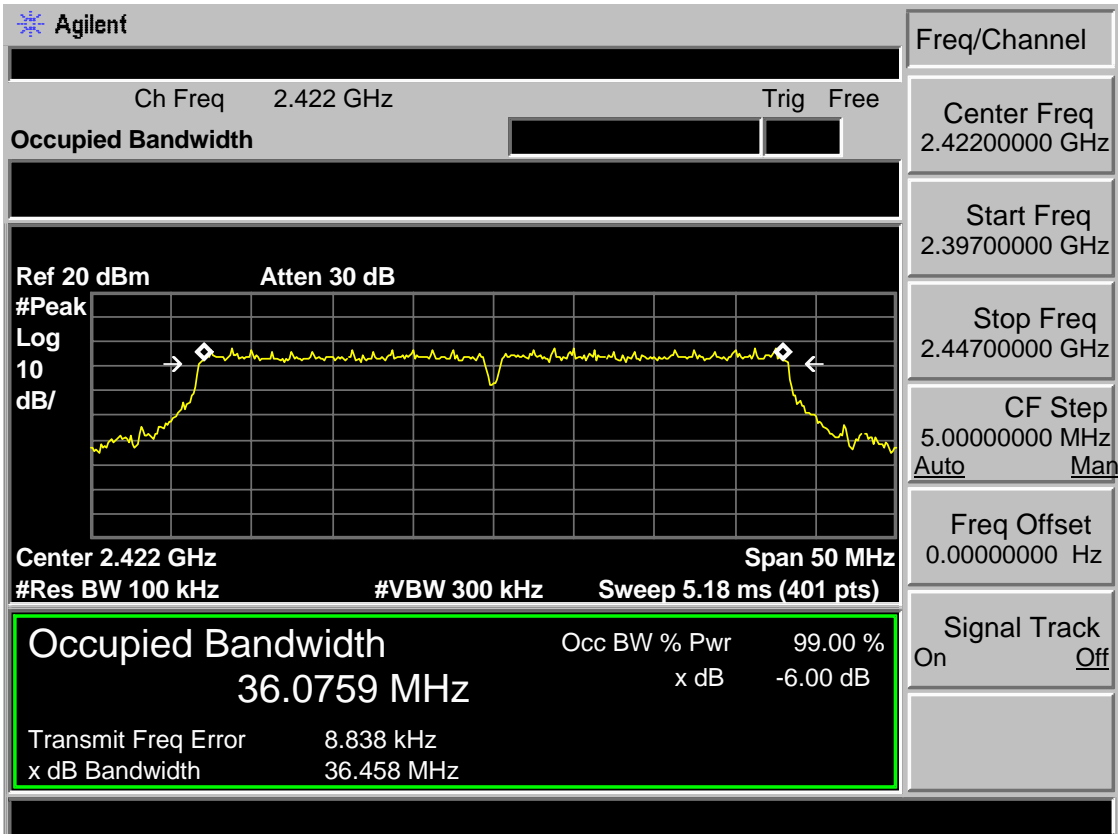 Agilent
Freq/Channel
Ch Freq 2.422 GHz Trig Free
Occupied Bandwidth
Center Freq
2.42200000 GHz
Start Freq
2.39700000 GHz
Stop Freq
2.44700000 GHz
CF Step
5.00000000 MHz
Auto Man
Freq Offset
0.00000000 Hz
Signal Track
On Off
Ref 20 dBm Atten 30 dB
#Peak
Log
10
dB/
Center 2.422 GHz Span 50 MHz
#Res BW 100 kHz #VBW 300 kHz Sweep 5.18 ms (401 pts)
Occupied Bandwidth Occ BW % Pwr 99.00 %
36.0759 MHz x dB -6.00 dB
Transmit Freq Error 8.838 kHz
x dB Bandwidth 36.458 MHz